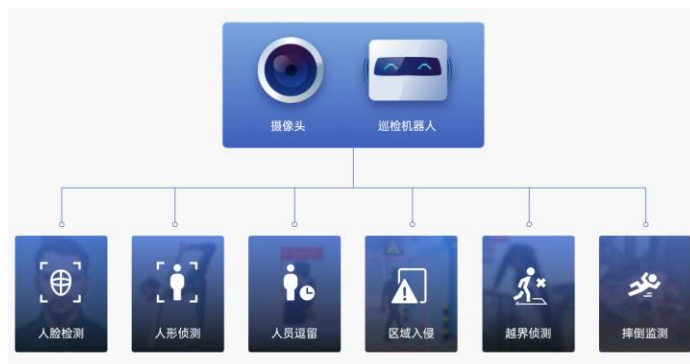 摄像头
巡检机器人
人脸检测
人形侦测
人员逗留
区域入侵
越界侦测
摔倒监测